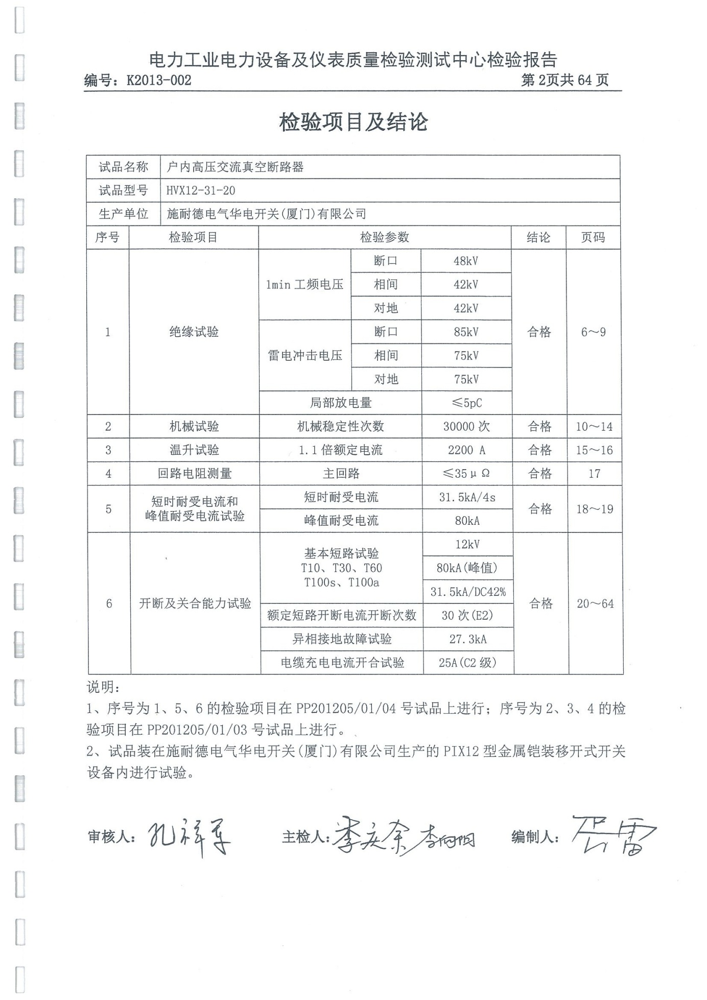 电力工业电力设备及仪表质量检验测试中心检验报告
编号：K2013-002 第 2页共 64 页
检验项目及结论
试品名称 户内高压交流真空断路器
试品型号 HVX12-31-20
生产单位 施耐德电气华电开关(厦门)有限公司
序号 检验项目 检验参数 结论 页码
断口 48kV
1min 工频电压 相间 42kV
对地 42kV
1 绝缘试验 断口 85kV 合格 6～9
雷电冲击电压 相间 75kV
对地 75kV
局部放电量 ≤5pC
2 机械试验 机械稳定性次数 30000 次 合格 10～14
3 温升试验 1.1 倍额定电流 2200 A 合格 15～16
4 回路电阻测量 主回路 ≤35μΩ 合格 17
短时耐受电流 31.5kA/4s
5 短时耐受电流和
峰值耐受电流试验 合格 18～19
峰值耐受电流 80kA
12kV
基本短路试验
T10、T30、T60 80kA(峰值)
T100s、T100a
31.5kA/DC42%
6 开断及关合能力试验 合格 20～64
额定短路开断电流开断次数 30 次(E2)
异相接地故障试验 27.3kA
电缆充电电流开合试验 25A(C2 级)
说明：
1、序号为 1、5、6 的检验项目在 PP201205/01/04 号试品上进行；序号为 2、3、4 的检
验项目在 PP201205/01/03 号试品上进行。
2、试品装在施耐德电气华电开关(厦门)有限公司生产的 PIX12 型金属铠装移开式开关
设备内进行试验。
审核人：孔祥军 主检人：李庆余 李向阳 编制人：